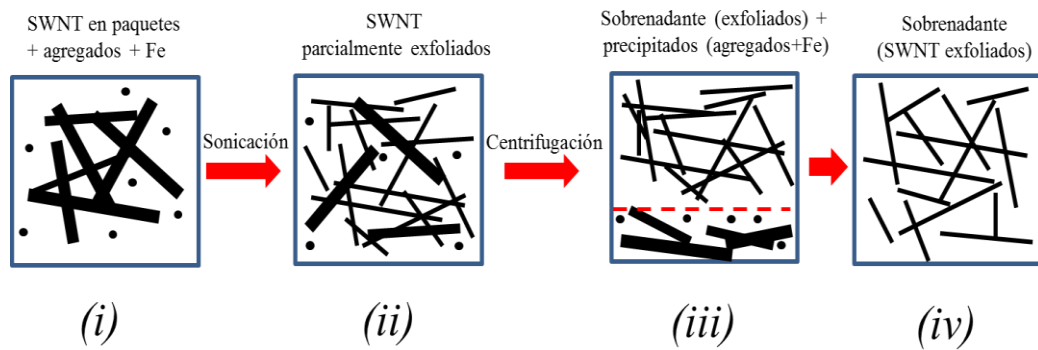 SWNT en paquetes
+ agregados + Fe
SWNT
parcialmente exfoliados
Sobrenadante (exfoliados) +
precipitados (agregados+Fe)
Sobrenadante
(SWNT exfoliados)
Sonicación
Centrifugación
(i)
(ii)
(iii)
(iv)